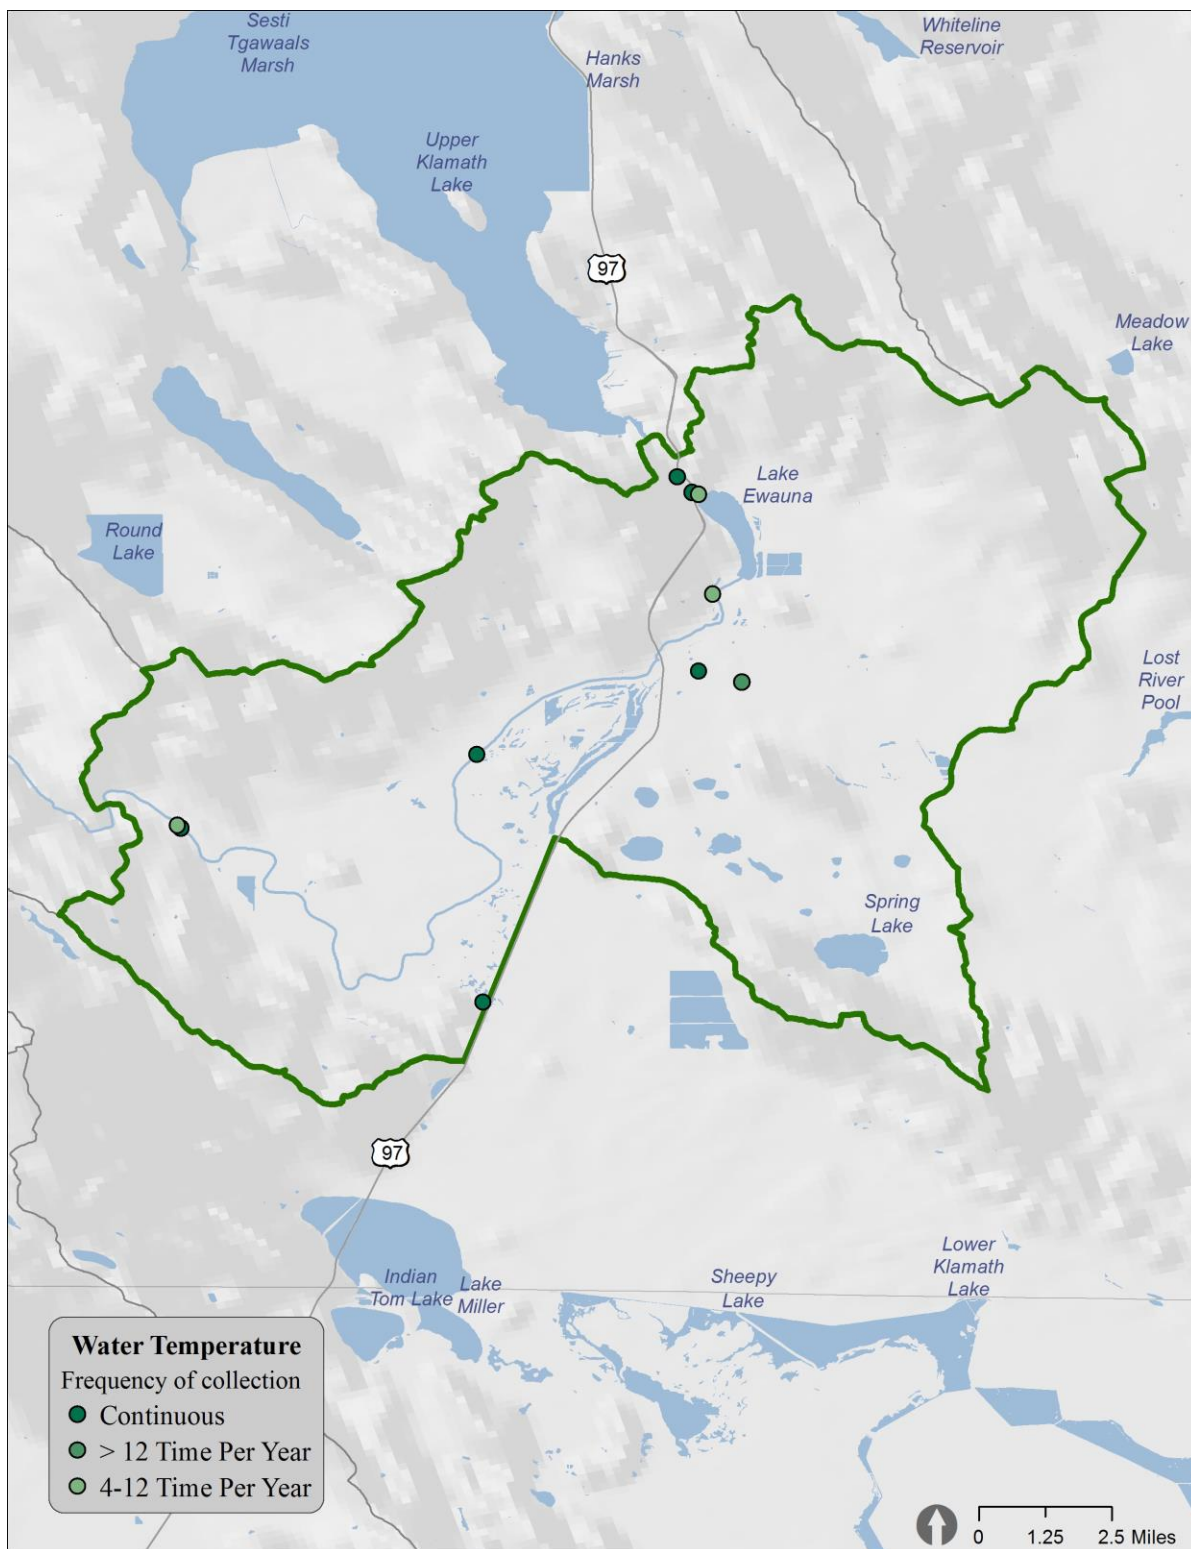 Sesti
Tgawaals
Marsh
Whiteline
Reservoir
Hanks
Marsh
Upper
Klamath
Lake
97
Meadow
Lake
Lake
Ewauna
Round
Lake
Lost
River
Pool
Spring
Lake
97
Lower
Klamath
Lake
Indian
Tom Lake
Lake
Miller
Sheepy
Lake
Water Temperature
Frequency of collection
Continuous
> 12 Time Per Year
4-12 Time Per Year
0 1.25 2.5 Miles